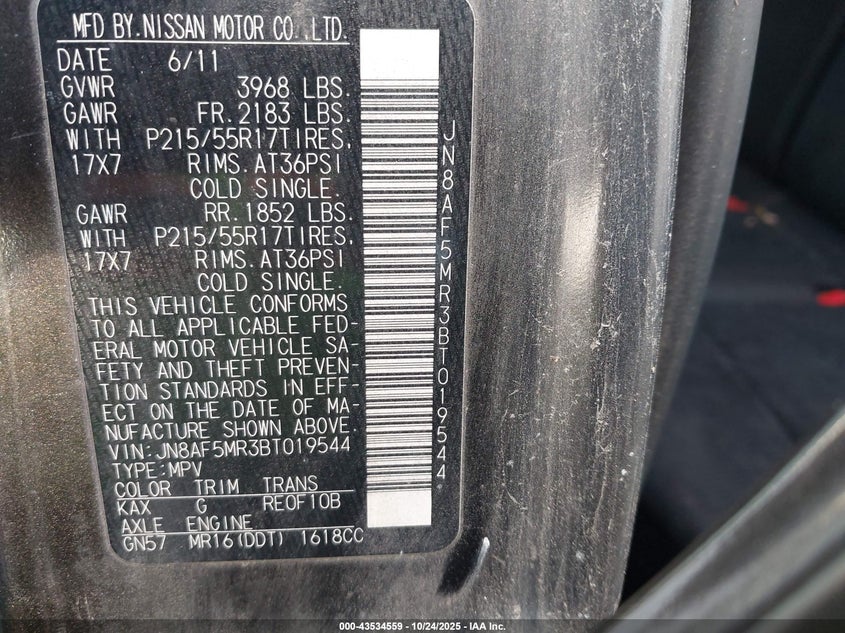 MFD BY.NISSAN MOTOR CO.,LTD.
DATE 6/11
GVWR 3968 LBS.
GAWR FR.2183 LBS.
WITH P215/55R17TIRES,
17X7 RIMS.AT36PSI
COLD SINGLE.
GAWR RR.1852 LBS.
WITH P215/55R17TIRES,
17X7 RIMS.AT36PSI
COLD SINGLE.
THIS VEHICLE CONFORMS
TO ALL APPLICABLE FED-
ERAL MOTOR VEHICLE SA-
FETY AND THEFT PREVEN-
TION STANDARDS IN EFF-
ECT ON THE DATE OF MA-
NUFACTURE SHOWN ABOVE.
VIN:JN8AF5MR3BT019544
TYPE:MPV
COLOR TRIM TRANS
KAX G RE0F10B
AXLE ENGINE
GN57 MR16(DDT) 1618CC
JN8AF5MR3BT019544
000-43534559 - 10/24/2025 - IAA Inc.